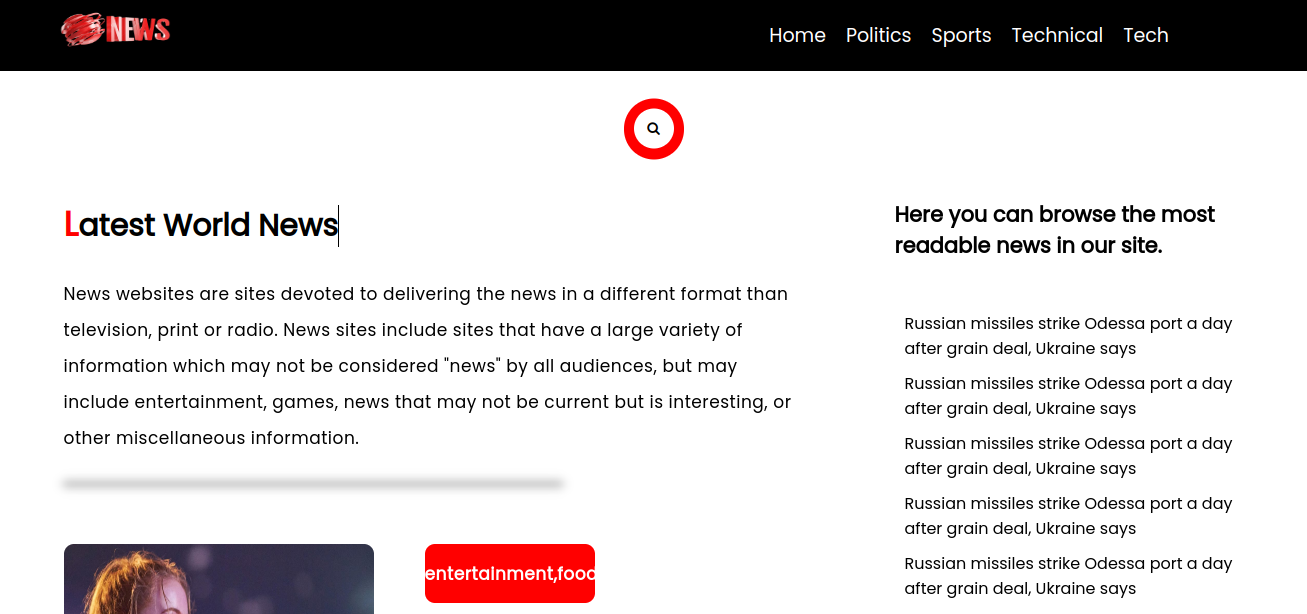 NEWS
Home Politics Sports Technical Tech
Latest World News
News websites are sites devoted to delivering the news in a different format than
television, print or radio. News sites include sites that have a large variety of
information which may not be considered "news" by all audiences, but may
include entertainment, games, news that may not be current but is interesting, or
other miscellaneous information.
entertainment,food
Here you can browse the most
readable news in our site.
Russian missiles strike Odessa port a day
after grain deal, Ukraine says
Russian missiles strike Odessa port a day
after grain deal, Ukraine says
Russian missiles strike Odessa port a day
after grain deal, Ukraine says
Russian missiles strike Odessa port a day
after grain deal, Ukraine says
Russian missiles strike Odessa port a day
after grain deal, Ukraine says